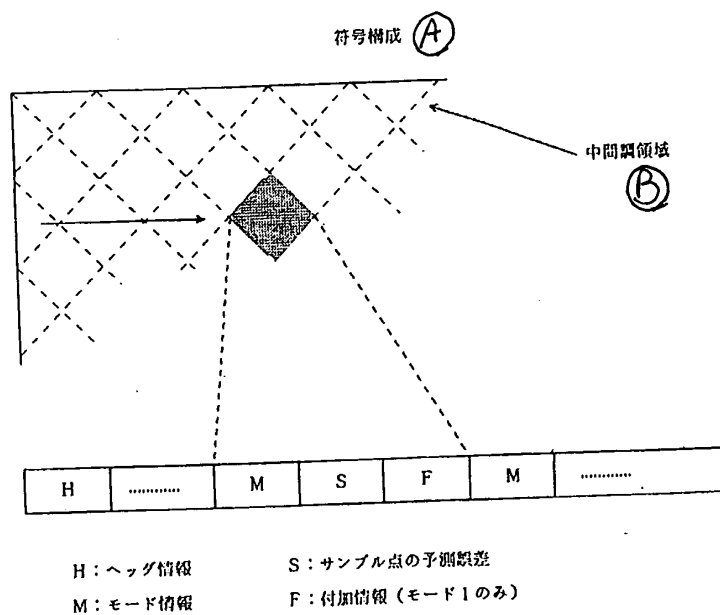 符号構成 Ⓐ
中間調領域
Ⓑ
H ………… M S F M …………
H：ヘッダ情報 S：サンプル点の予測誤差
M：モード情報 F：付加情報（モード1のみ）